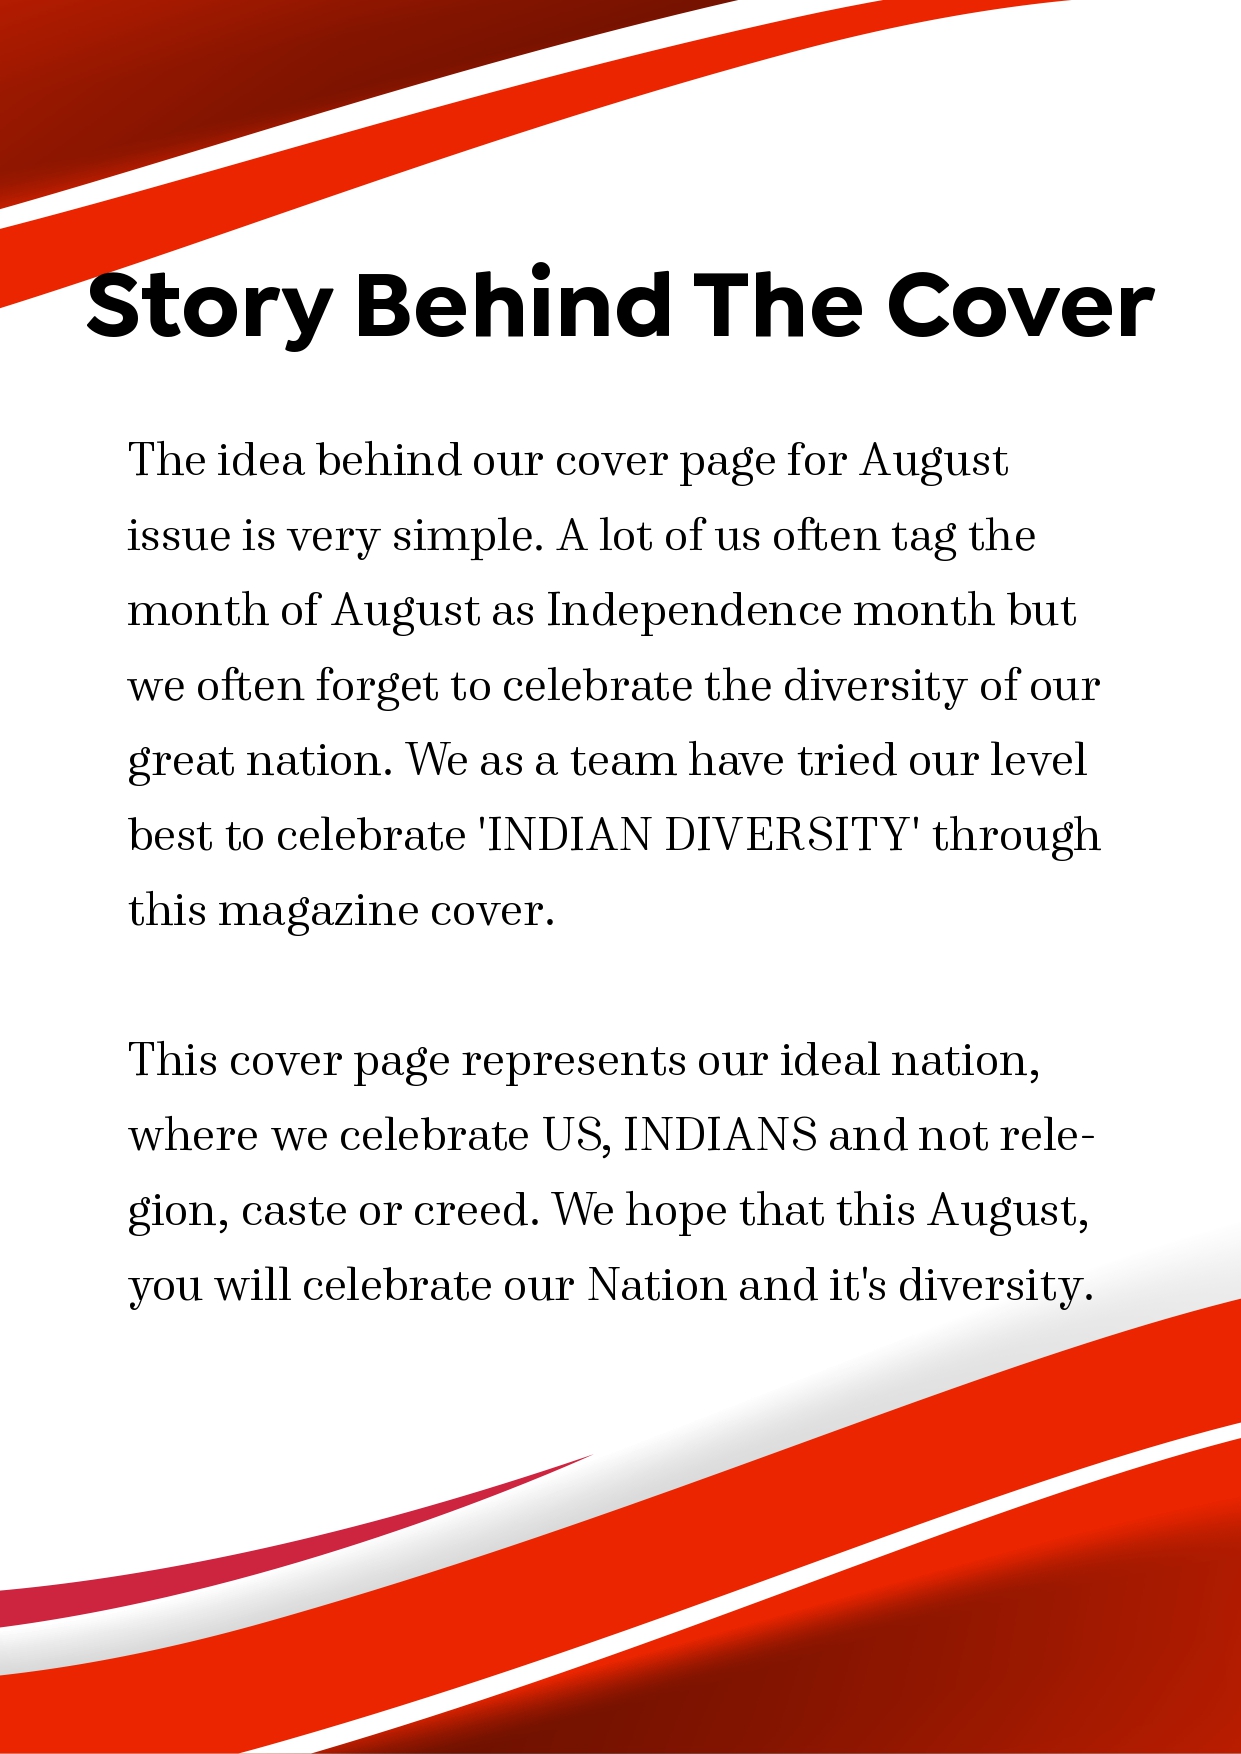 Story Behind The Cover
The idea behind our cover page for August
issue is very simple. A lot of us often tag the
month of August as Independence month but
we often forget to celebrate the diversity of our
great nation. We as a team have tried our level
best to celebrate 'INDIAN DIVERSITY' through
this magazine cover.
This cover page represents our ideal nation,
where we celebrate US, INDIANS and not rele-
gion, caste or creed. We hope that this August,
you will celebrate our Nation and it's diversity.